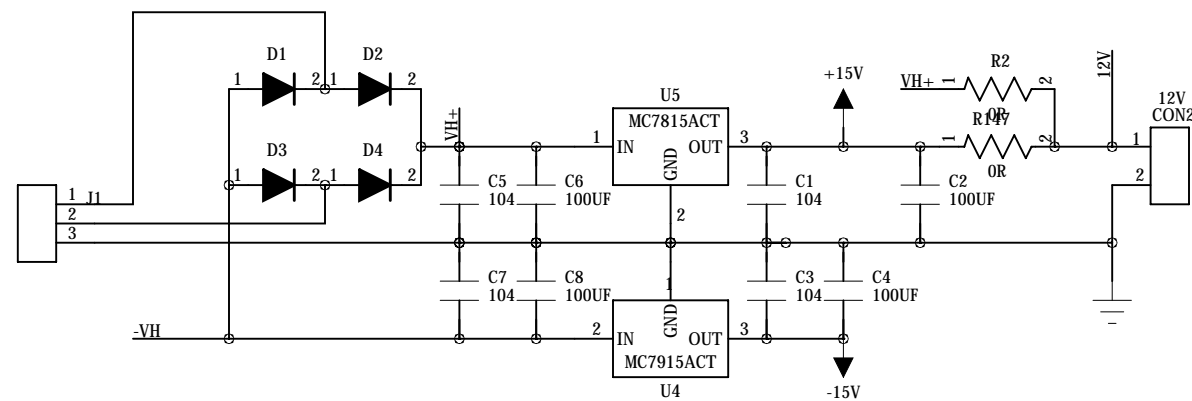 D1
D2
1
2
1
2
D3
D4
1
2
1
2
1
J1
2
3
-VH
VH+
C5
104
C6
100UF
C7
104
C8
100UF
U5
MC7815ACT
1
IN
OUT
3
GND
2
1
GND
2
IN
OUT
3
MC7915ACT
U4
+15V
-15V
C1
104
C2
100UF
C3
104
C4
100UF
VH+
1
R2
2
0R
R147
1
2
0R
12V
12V
CON2
1
2